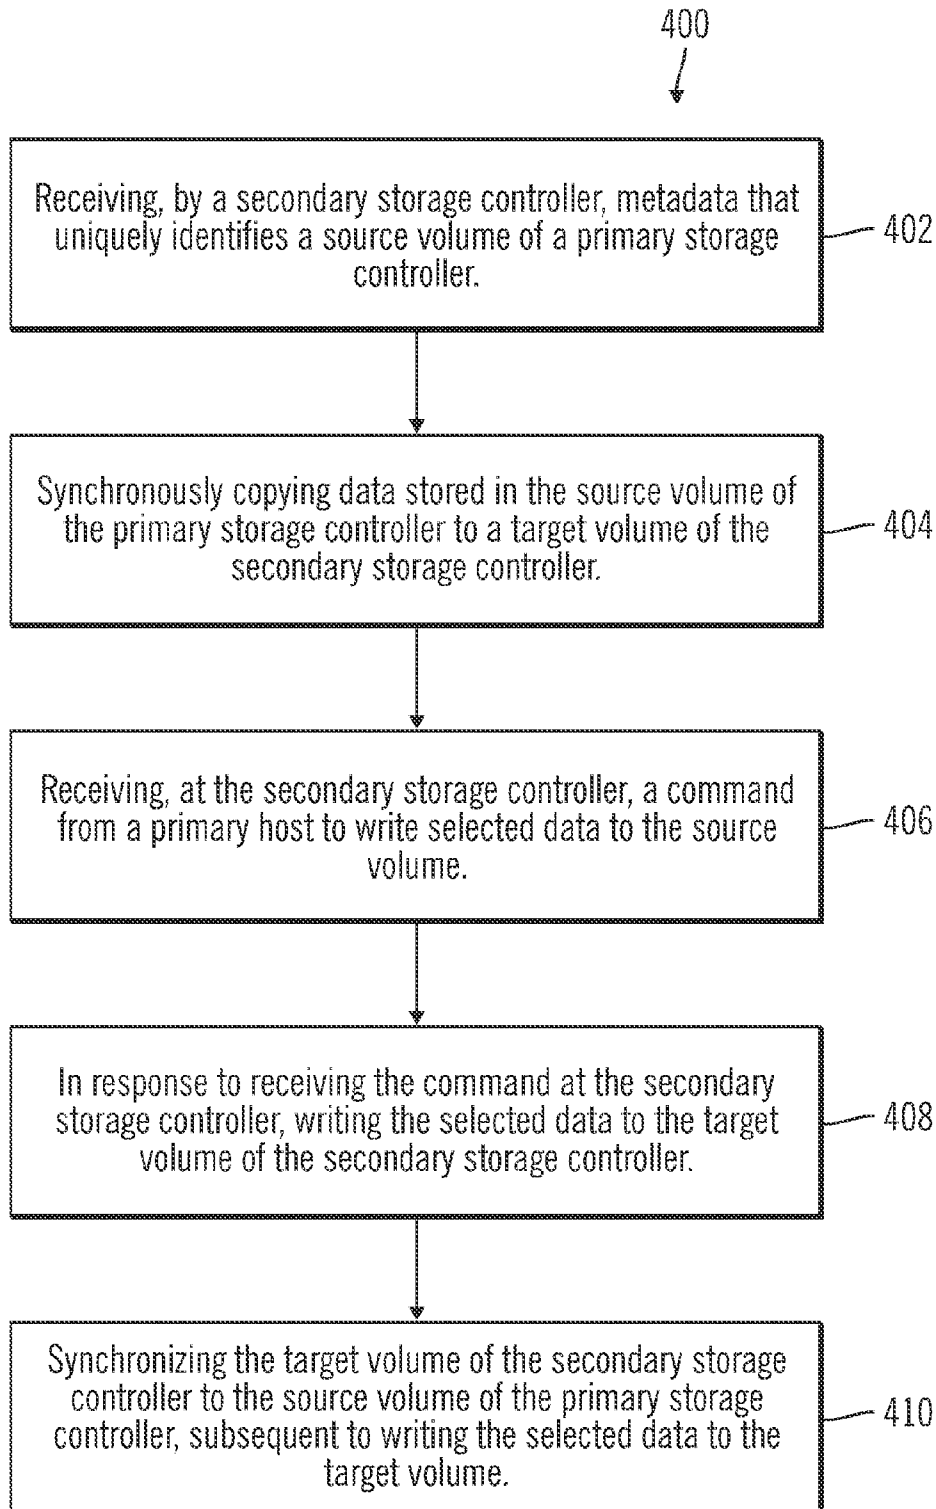 400
Receiving, by a secondary storage controller, metadata that
uniquely identifies a source volume of a primary storage
controller.
402
Synchronously copying data stored in the source volume of
the primary storage controller to a target volume of the
secondary storage controller.
404
Receiving, at the secondary storage controller, a command
from a primary host to write selected data to the source
volume.
406
In response to receiving the command at the secondary
storage controller, writing the selected data to the target
volume of the secondary storage controller.
408
Synchronizing the target volume of the secondary storage
controller to the source volume of the primary storage
controller, subsequent to writing the selected data to the
target volume.
410